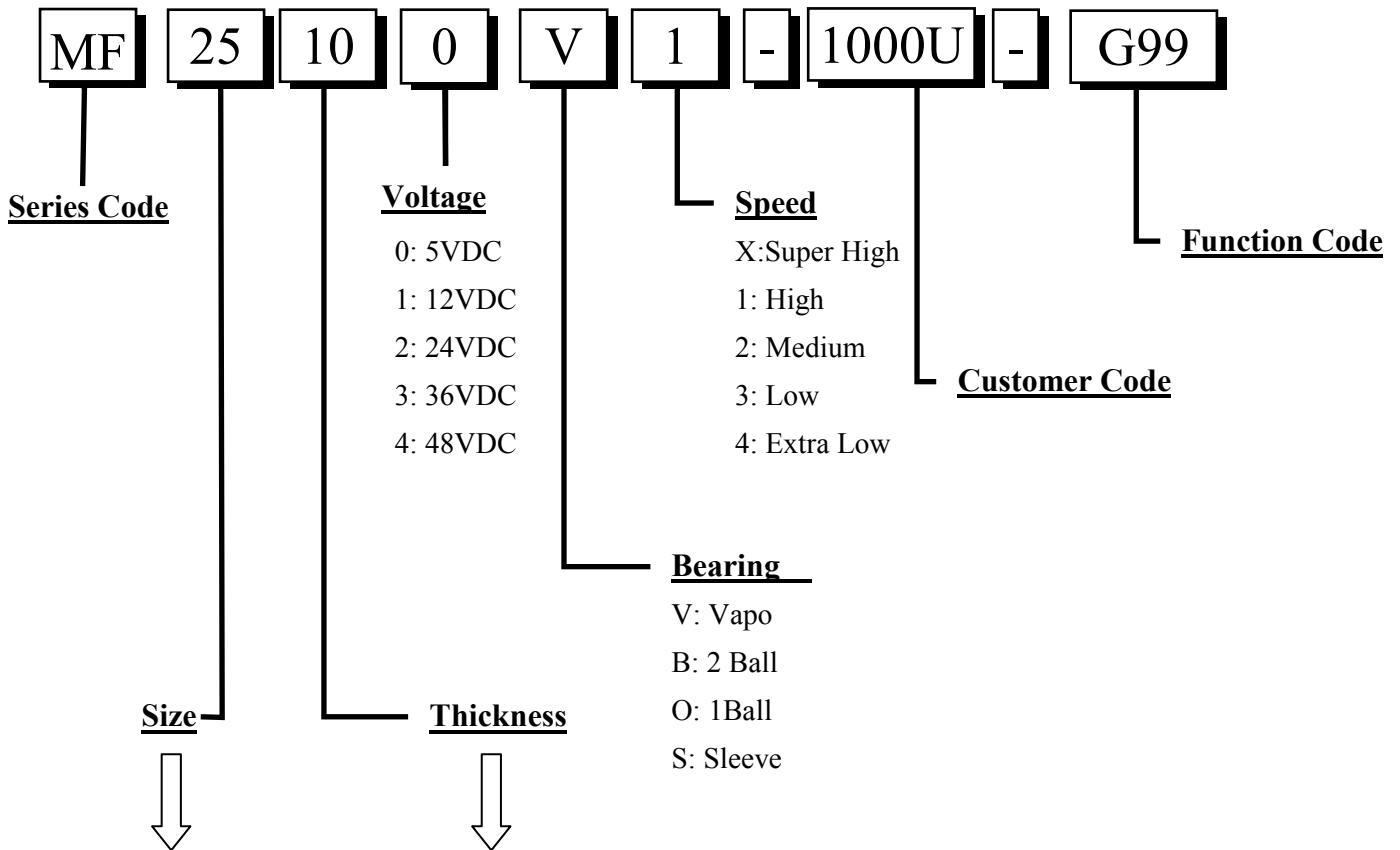 MF 25 10 0 V 1 - 1000U - G99
Series Code
Voltage
0: 5VDC
1: 12VDC
2: 24VDC
3: 36VDC
4: 48VDC
Speed
X:Super High
1: High
2: Medium
3: Low
4: Extra Low
Function Code
Customer Code
Bearing
V: Vapo
B: 2 Ball
O: 1Ball
S: Sleeve
Size
Thickness